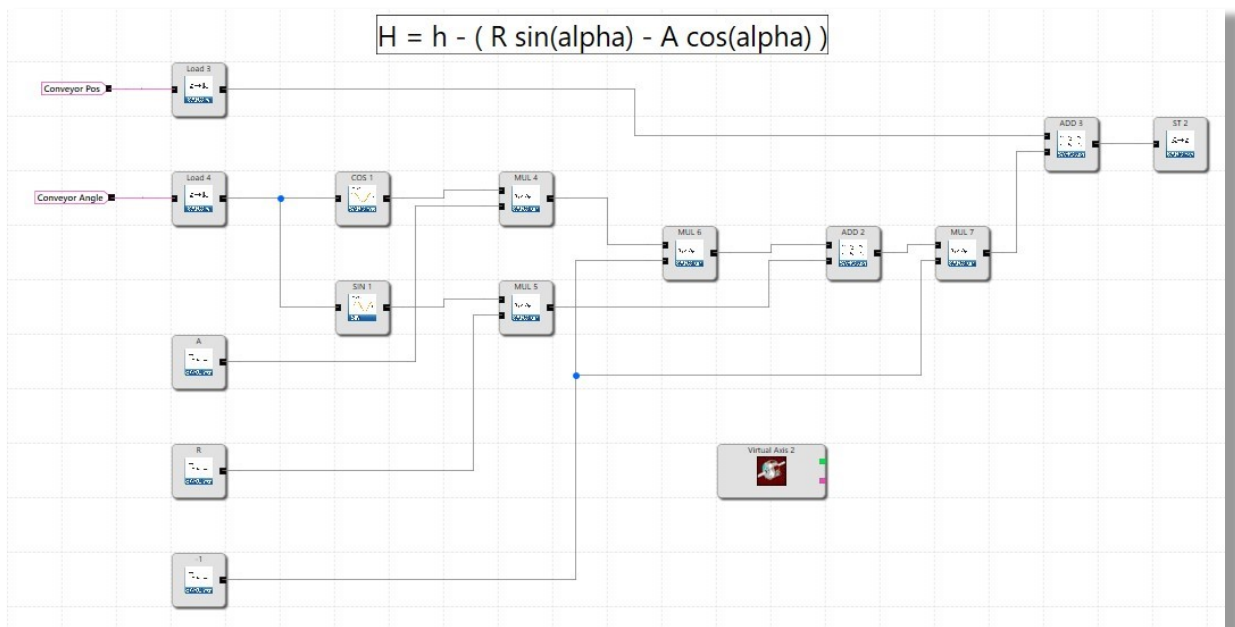 H = h - ( R sin(alpha) - A cos(alpha) )
Load 3
Conveyor Pos
ADD 3
ST 2
Load 4
COS 1
MUL 4
Conveyor Angle
MUL 6
ADD 2
MUL 7
SIN 1
MUL 5
A
R
Virtual Axis 2
-1